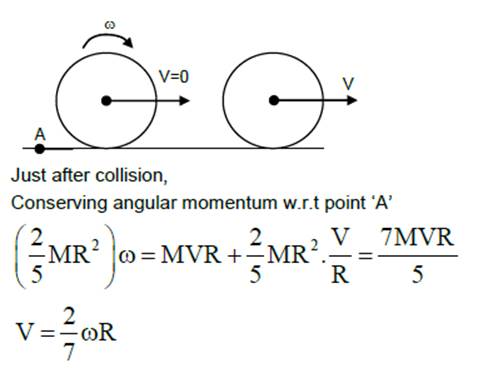 ω
V=0
V
A
Just after collision,
Conserving angular momentum w.r.t point ‘A’
(2/5 MR²) ω = MVR + 2/5 MR². V/R = 7MVR/5
V = 2/7 ωR